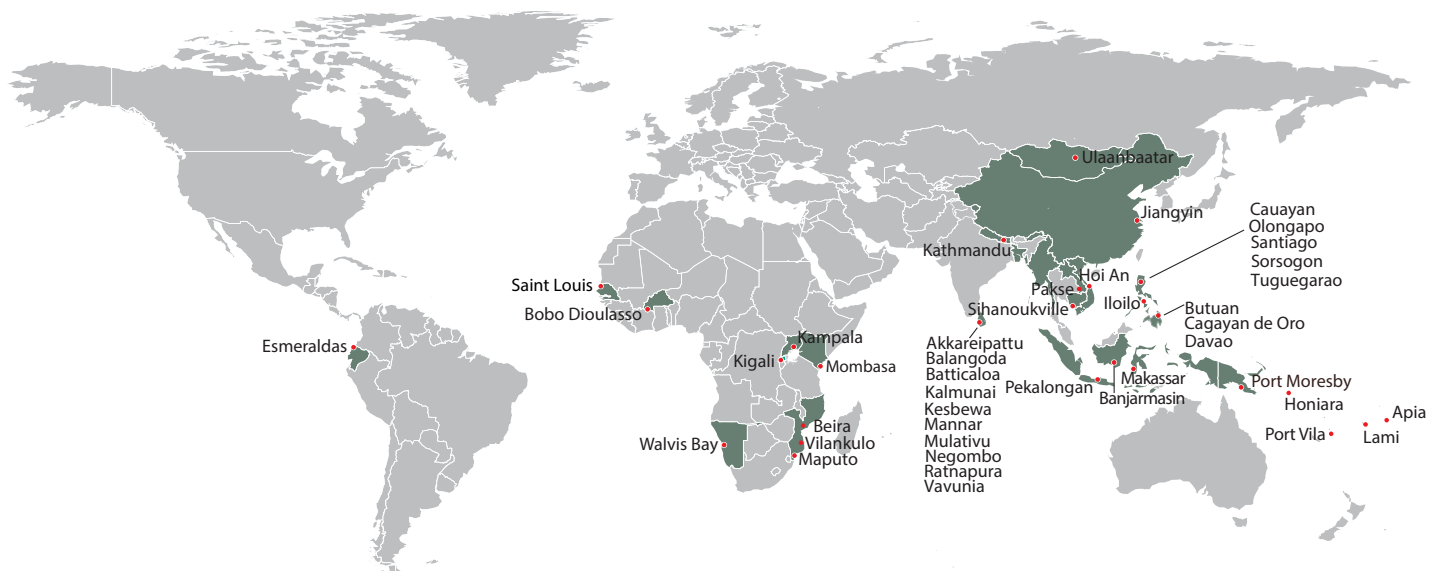 Ulaanbaatar
Jiangyin
Cauayan
Olongapo
Santiago
Sorsogon
Tuguegarao
Kathmandu
Hoi An
Pakse
Saint Louis
Sihanoukville
Iloilo
Bobo Dioulasso
Butuan
Cagayan de Oro
Davao
Esmeraldas
Kampala
Kigali
Mombasa
Akkareipattu
Balangoda
Batticaloa
Kalmunai
Kesbewa
Mannar
Mulativu
Negombo
Ratnapura
Vavunia
Pekalongan
Makassar
Banjarmasin
Port Moresby
Honiara
Apia
Port Vila
Lami
Beira
Walvis Bay
Vilankulo
Maputo